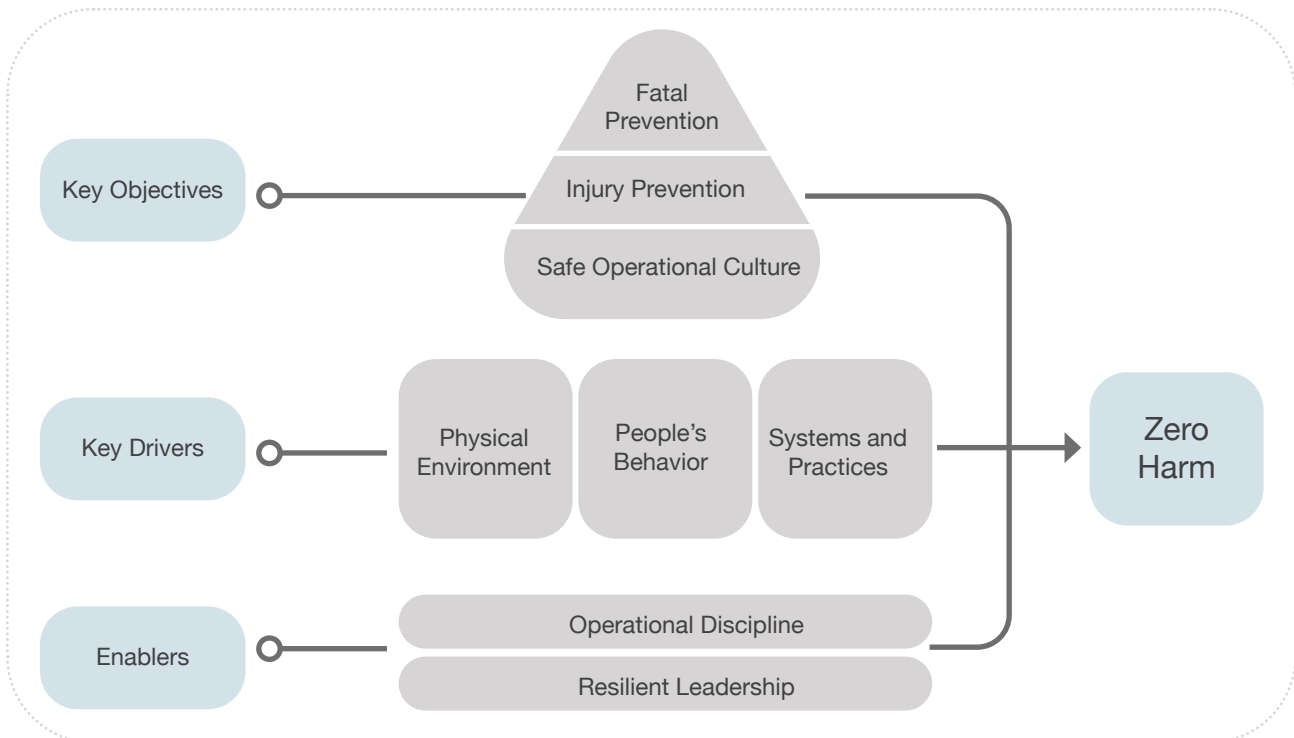 Fatal
Prevention
Key Objectives
Injury Prevention
Safe Operational Culture
Key Drivers
Physical
Environment
People’s
Behavior
Systems and
Practices
Zero
Harm
Enablers
Operational Discipline
Resilient Leadership